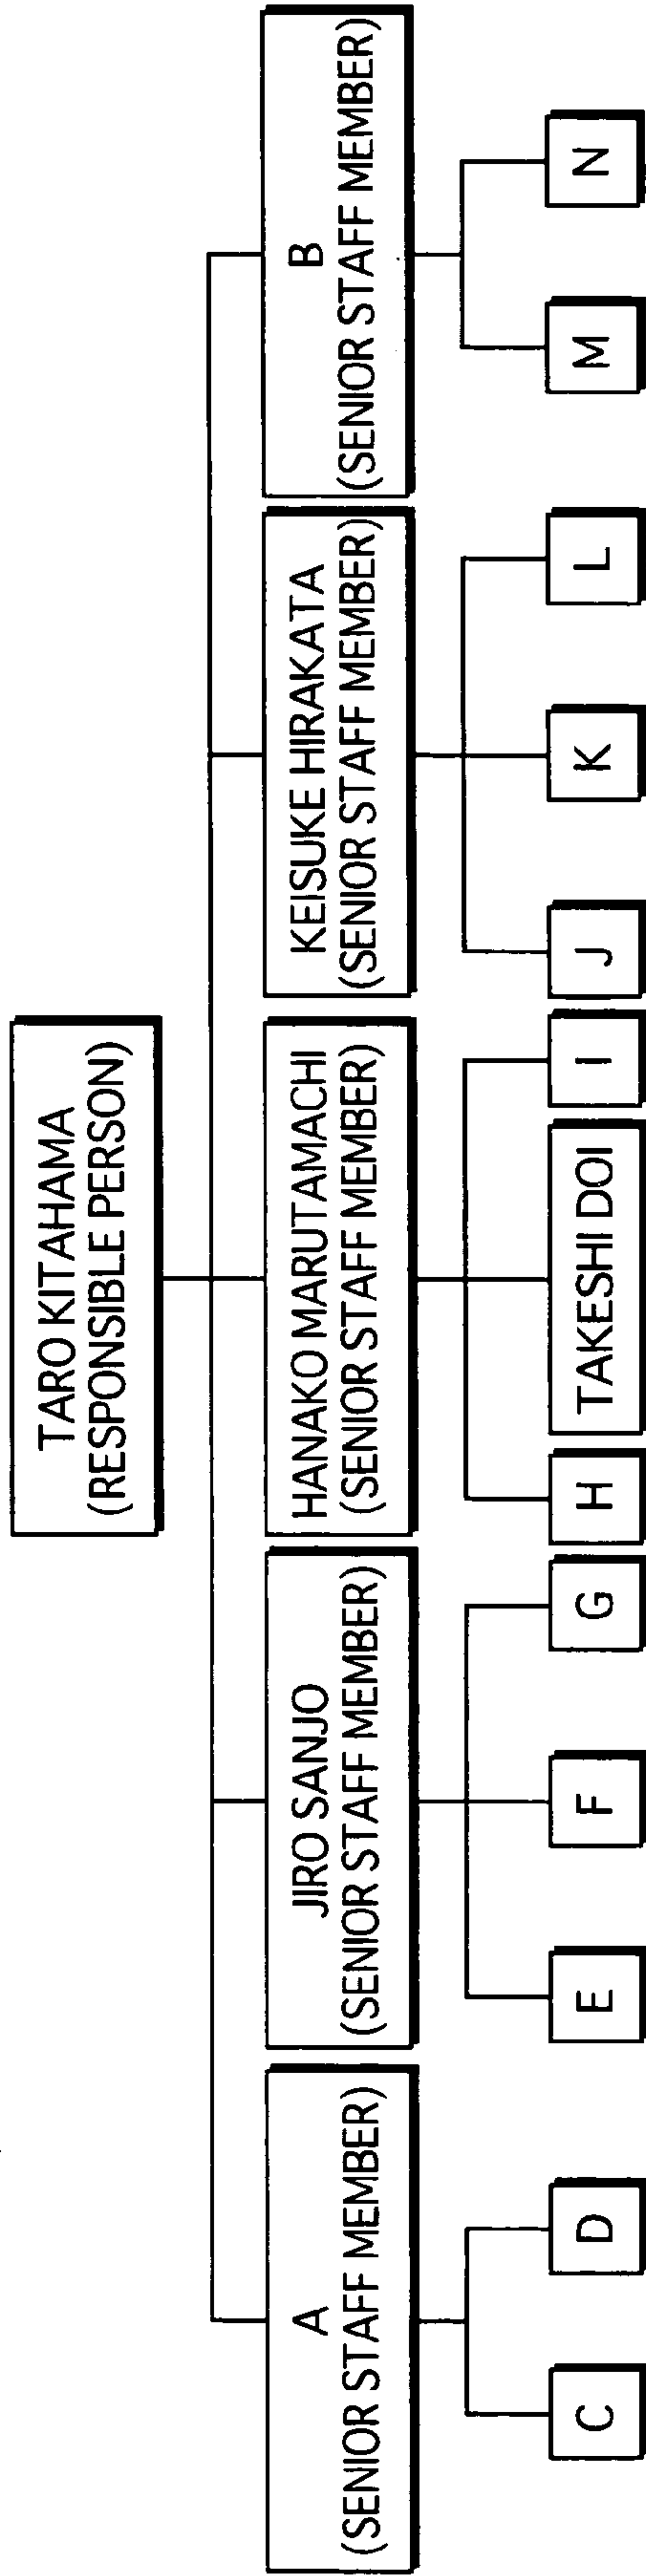 TARO KITAHAMA
(RESPONSIBLE PERSON)
A
(SENIOR STAFF MEMBER)
JIRO SANJO
(SENIOR STAFF MEMBER)
HANAKO MARUTAMACHI
(SENIOR STAFF MEMBER)
KEISUKE HIRAKATA
(SENIOR STAFF MEMBER)
B
(SENIOR STAFF MEMBER)
C
D
E
F
G
H
TAKESHI DOI
I
J
K
L
M
N